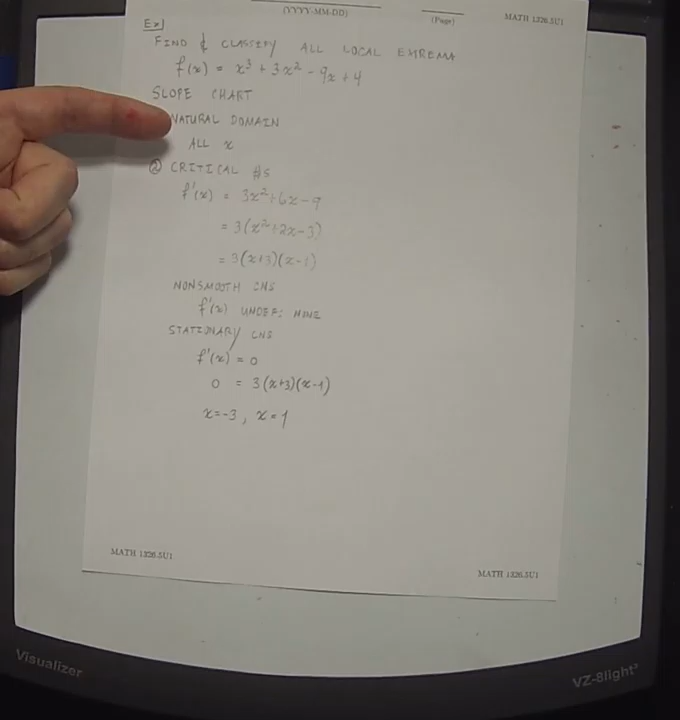 (YYYY-MM-DD)
(Page)
MATH 1326.5U1
Ex1
FIND & CLASSIFY ALL LOCAL EXREMA
f(x) = x³ + 3x² - 9x + 4
SLOPE CHART
NATURAL DOMAIN
ALL x
② CRITICAL #S
f'(x) = 3x² + 6x - 9
= 3(x² + 2x - 3)
= 3(x+3)(x-1)
NONSMOOTH CNS
f'(x) UNDEF: NONE
STATIONARY CNS
f'(x) = 0
0 = 3(x+3)(x-1)
x = -3, x = 1
MATH 1326.5U1
MATH 1326.5U1
Visualizer
VZ-8light³